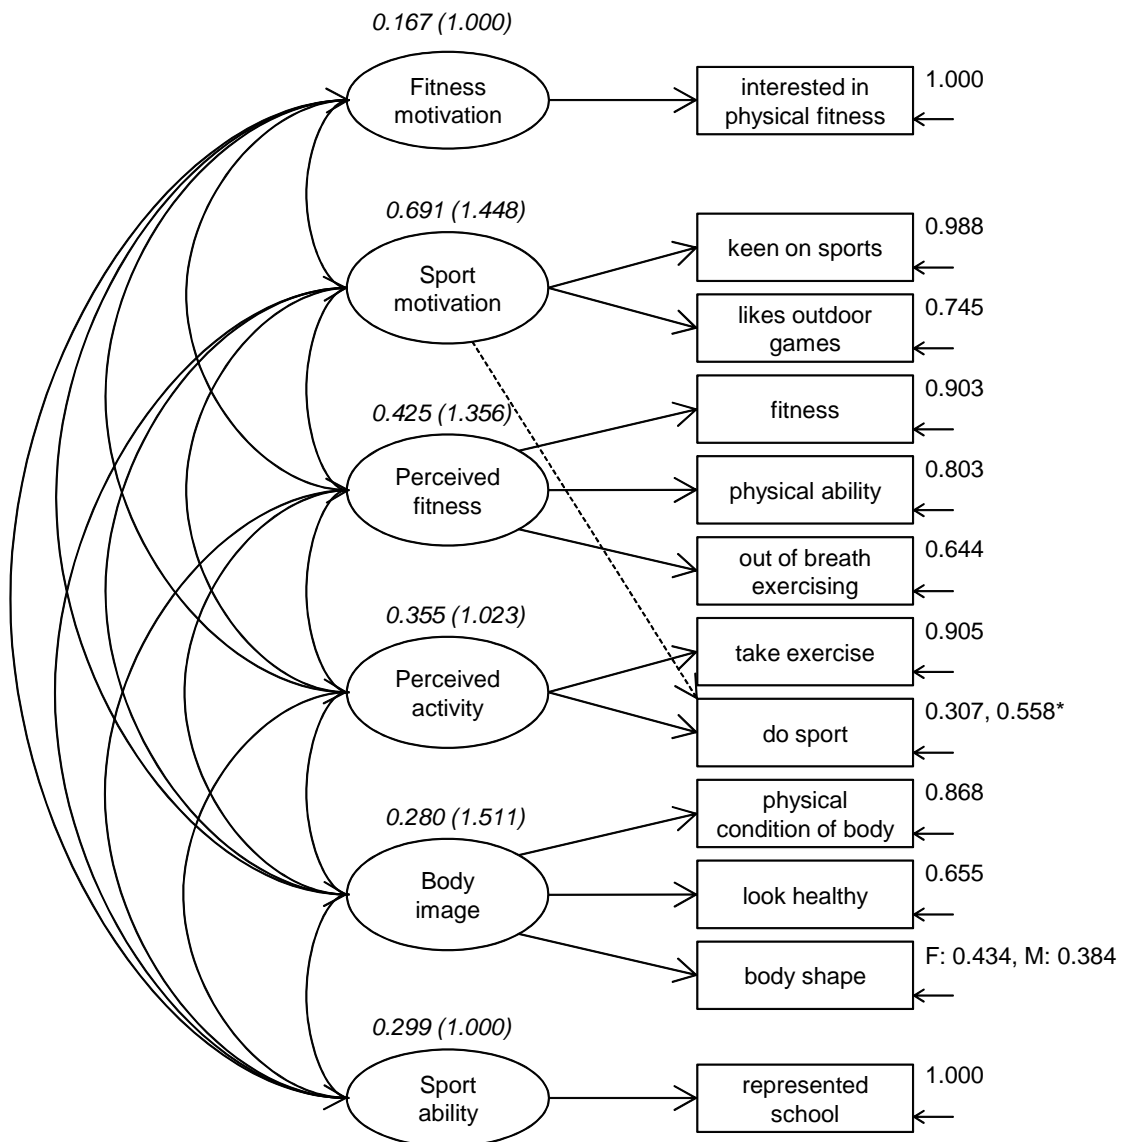 0.167 (1.000)
Fitness
motivation
interested in
physical fitness
1.000
0.691 (1.448)
Sport
motivation
keen on sports
0.988
likes outdoor
games
0.745
0.425 (1.356)
Perceived
fitness
fitness
0.903
physical ability
0.803
out of breath
exercising
0.644
0.355 (1.023)
Perceived
activity
take exercise
0.905
do sport
0.307, 0.558*
0.280 (1.511)
Body
image
physical
condition of body
0.868
look healthy
0.655
body shape
F: 0.434, M: 0.384
0.299 (1.000)
Sport
ability
represented
school
1.000